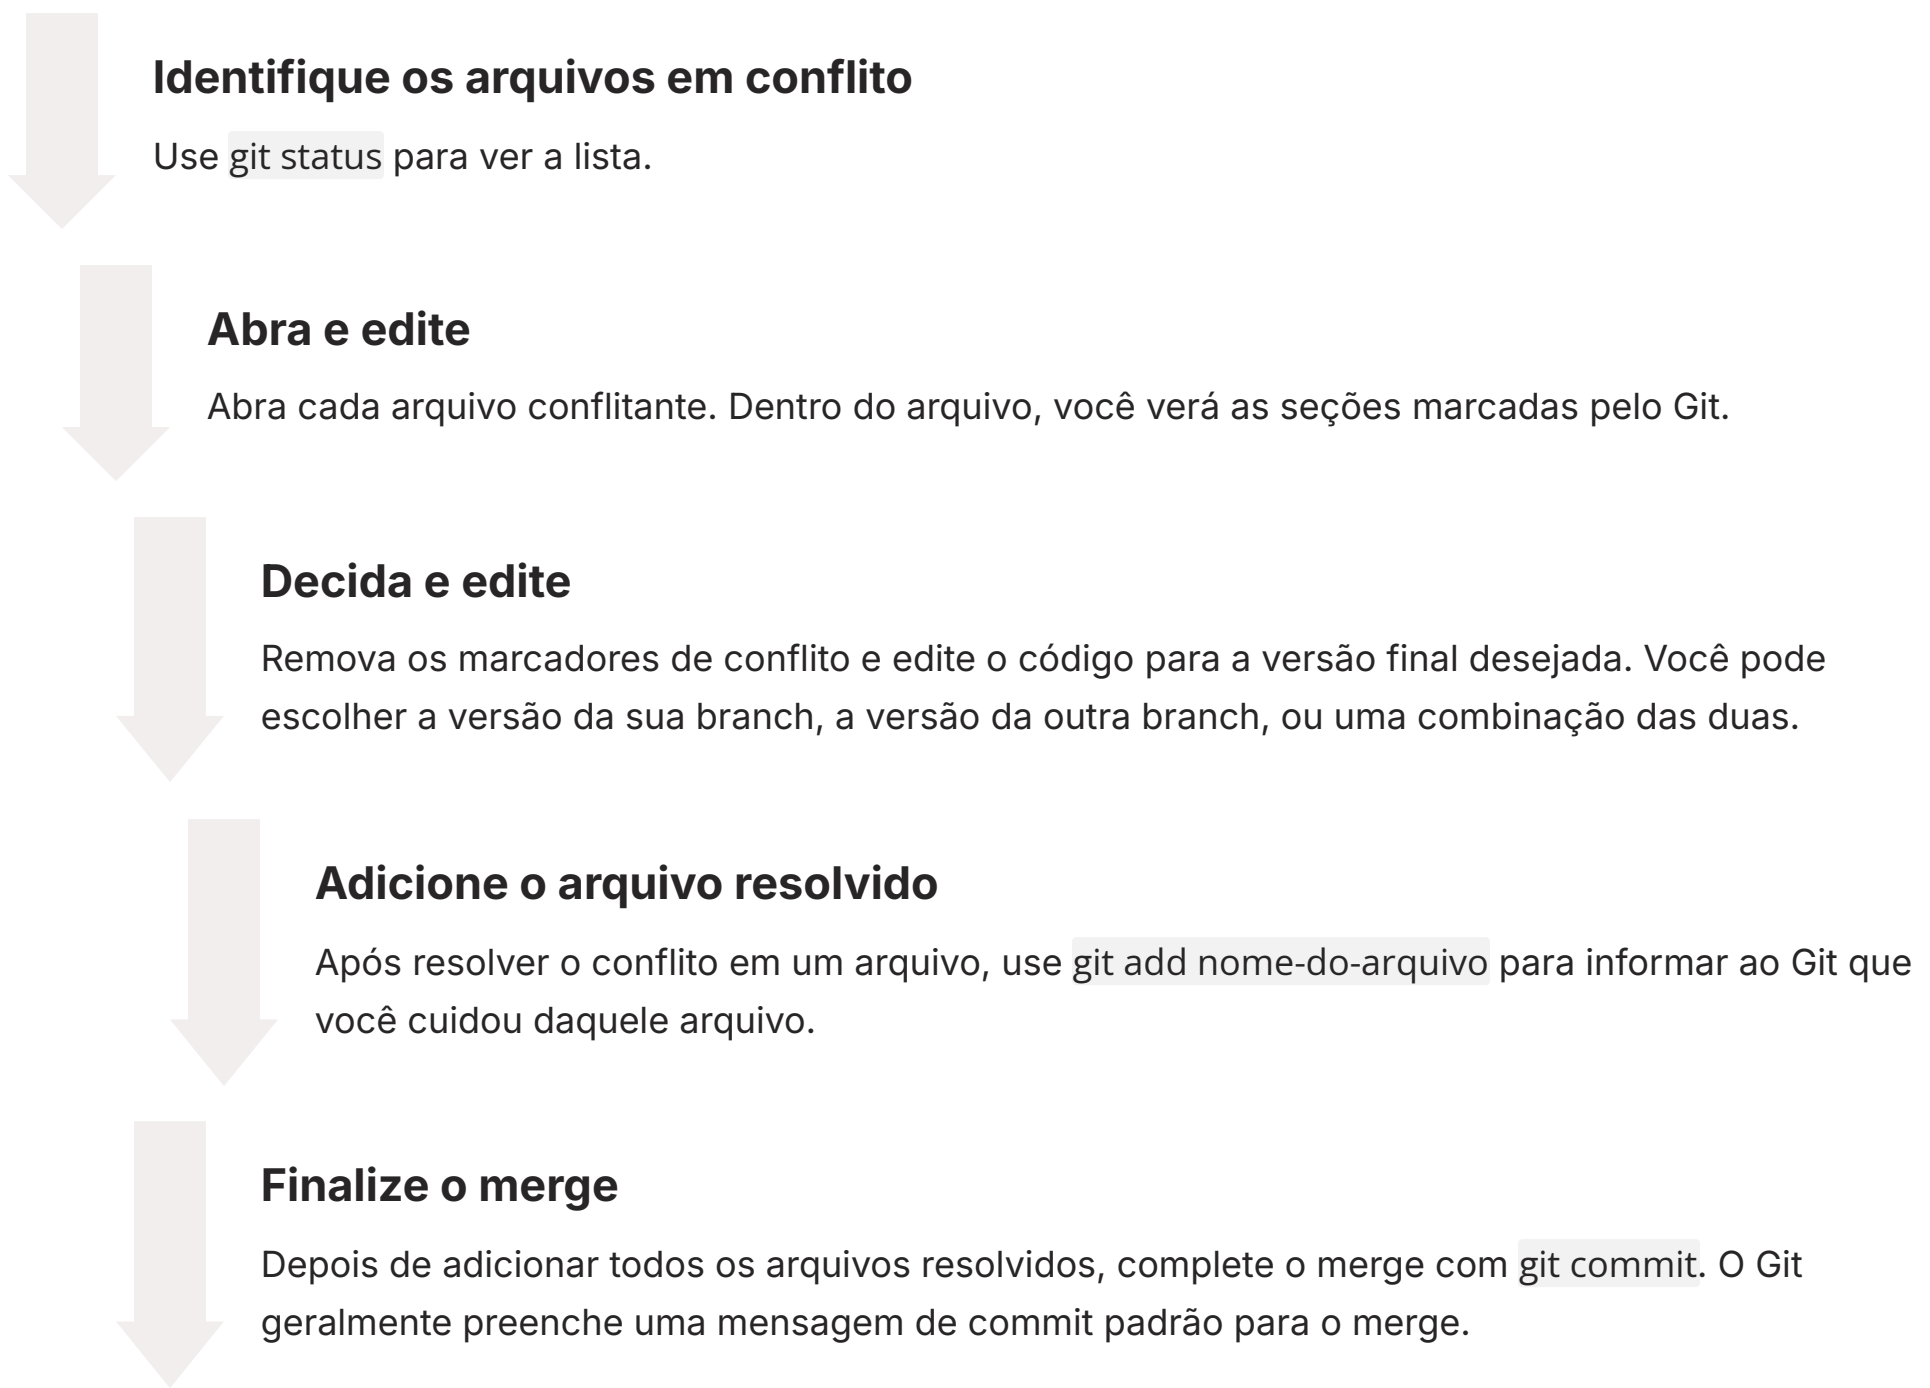 Identifique os arquivos em conflito
Use git status para ver a lista.
Abra e edite
Abra cada arquivo conflitante. Dentro do arquivo, você verá as seções marcadas pelo Git.
Decida e edite
Remova os marcadores de conflito e edite o código para a versão final desejada. Você pode
escolher a versão da sua branch, a versão da outra branch, ou uma combinação das duas.
Adicione o arquivo resolvido
Após resolver o conflito em um arquivo, use git add nome-do-arquivo para informar ao Git que
você cuidou daquele arquivo.
Finalize o merge
Depois de adicionar todos os arquivos resolvidos, complete o merge com git commit. O Git
geralmente preenche uma mensagem de commit padrão para o merge.